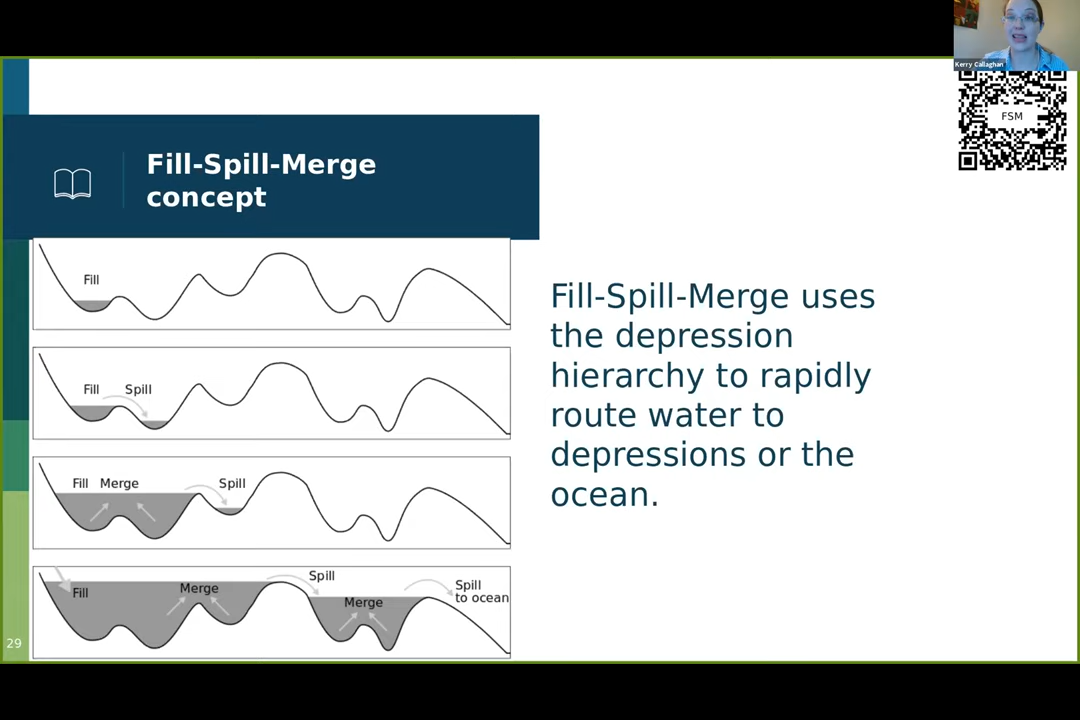 Kerry Callaghan
FSM
Fill-Spill-Merge
concept
Fill
Fill Spill
Fill Merge Spill
Fill Merge Spill Merge Spill
to ocean
Fill-Spill-Merge uses
the depression
hierarchy to rapidly
route water to
depressions or the
ocean.
29